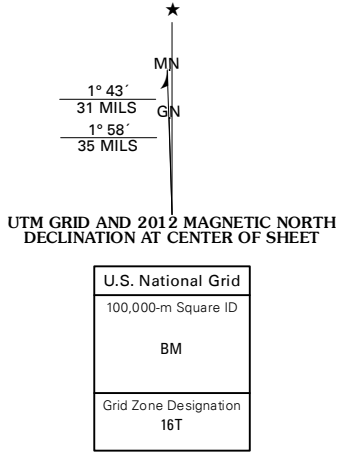 MN
1° 43´
31 MILS
GN
1° 58´
35 MILS
UTM GRID AND 2012 MAGNETIC NORTH
DECLINATION AT CENTER OF SHEET
U.S. National Grid
100,000-m Square ID
BM
Grid Zone Designation
16T